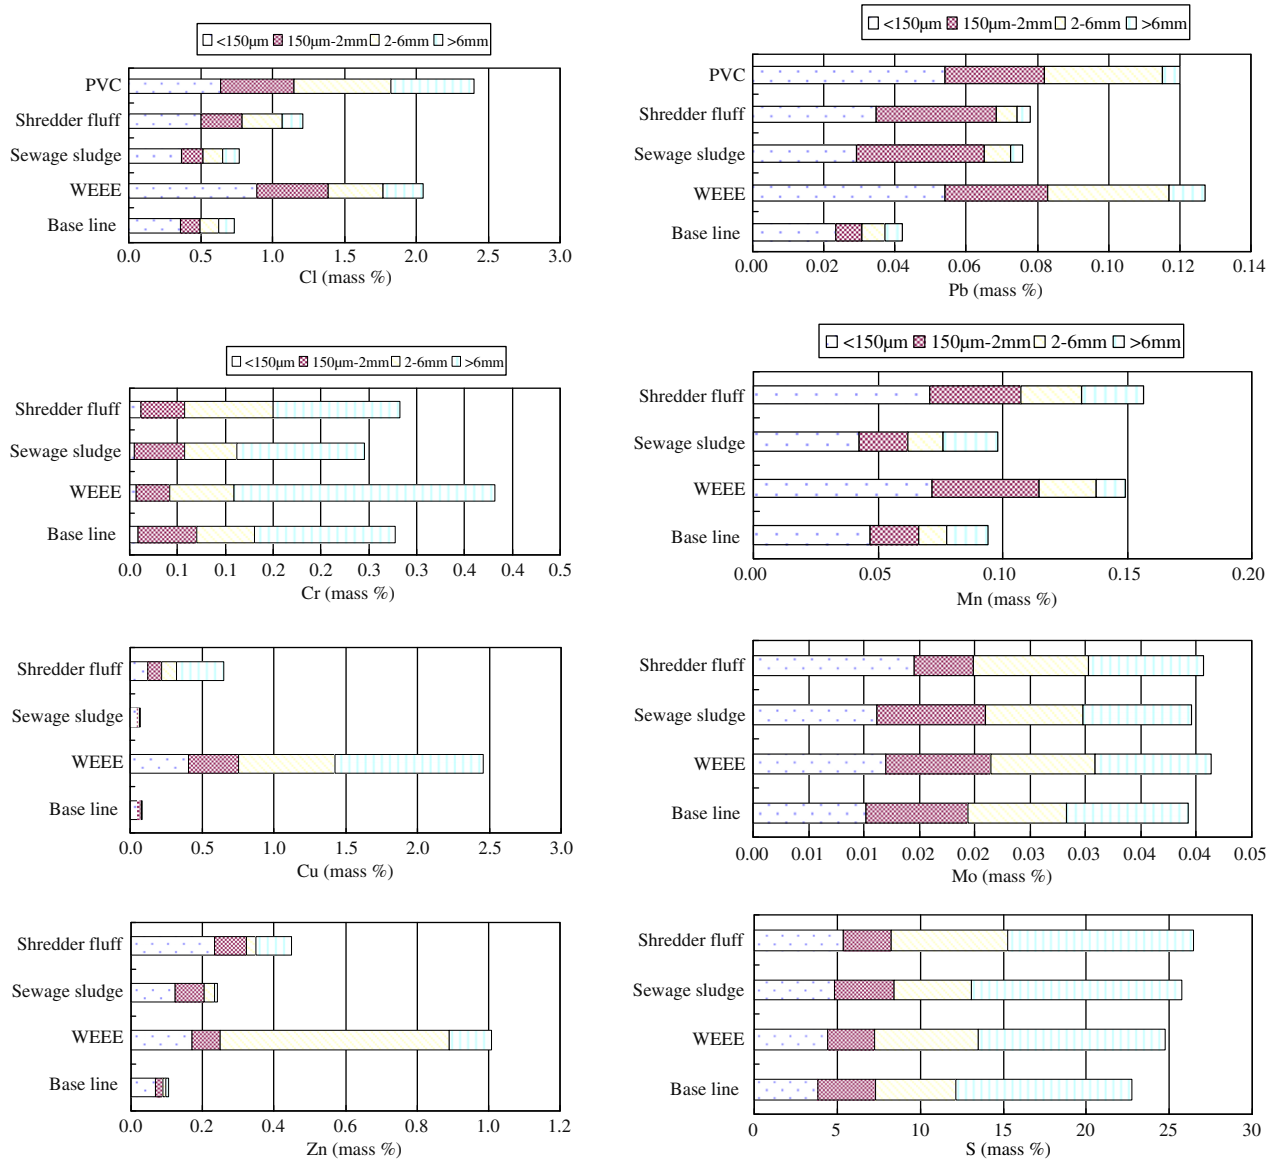 <150μm 150μm-2mm 2-6mm >6mm
PVC
Shredder fluff
Sewage sludge
WEEE
Base line
0.0 0.5 1.0 1.5 2.0 2.5 3.0
Cl (mass %)
<150μm 150μm-2mm 2-6mm >6mm
PVC
Shredder fluff
Sewage sludge
WEEE
Base line
0.00 0.02 0.04 0.06 0.08 0.10 0.12 0.14
Pb (mass %)
<150μm 150μm-2mm 2-6mm >6mm
Shredder fluff
Sewage sludge
WEEE
Base line
0.0 0.1 0.1 0.2 0.2 0.3 0.3 0.4 0.4 0.5
Cr (mass %)
<150μm 150μm-2mm 2-6mm >6mm
Shredder fluff
Sewage sludge
WEEE
Base line
0.00 0.05 0.10 0.15 0.20
Mn (mass %)
Shredder fluff
Sewage sludge
WEEE
Base line
0.0 0.5 1.0 1.5 2.0 2.5 3.0
Cu (mass %)
Shredder fluff
Sewage sludge
WEEE
Base line
0.00 0.01 0.01 0.02 0.02 0.03 0.03 0.04 0.04 0.05
Mo (mass %)
Shredder fluff
Sewage sludge
WEEE
Base line
0.0 0.2 0.4 0.6 0.8 1.0 1.2
Zn (mass %)
Shredder fluff
Sewage sludge
WEEE
Base line
0 5 10 15 20 25 30
S (mass %)